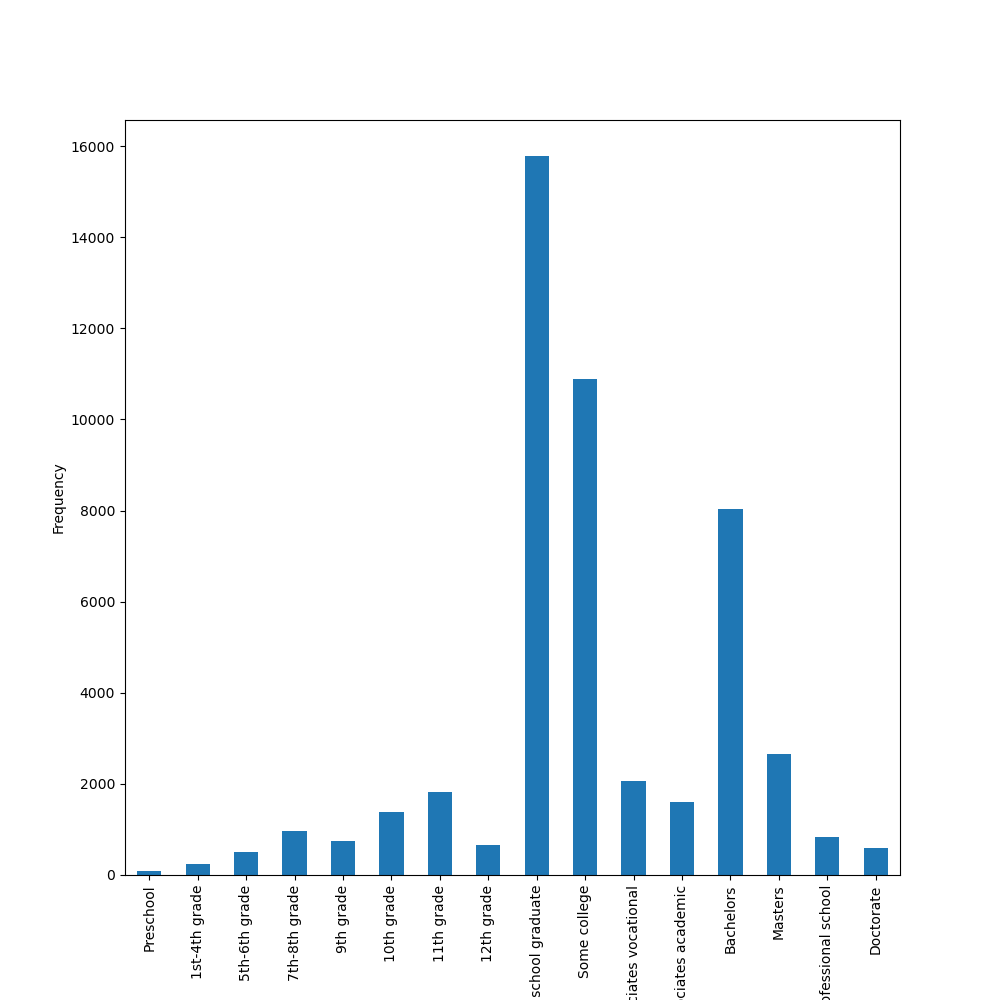 16000
14000
12000
10000
8000
6000
4000
2000
0
Frequency
Preschool
1st-4th grade
5th-6th grade
7th-8th grade
9th grade
10th grade
11th grade
12th grade
school graduate
Some college
ciates vocational
ciates academic
Bachelors
Masters
ofessional school
Doctorate